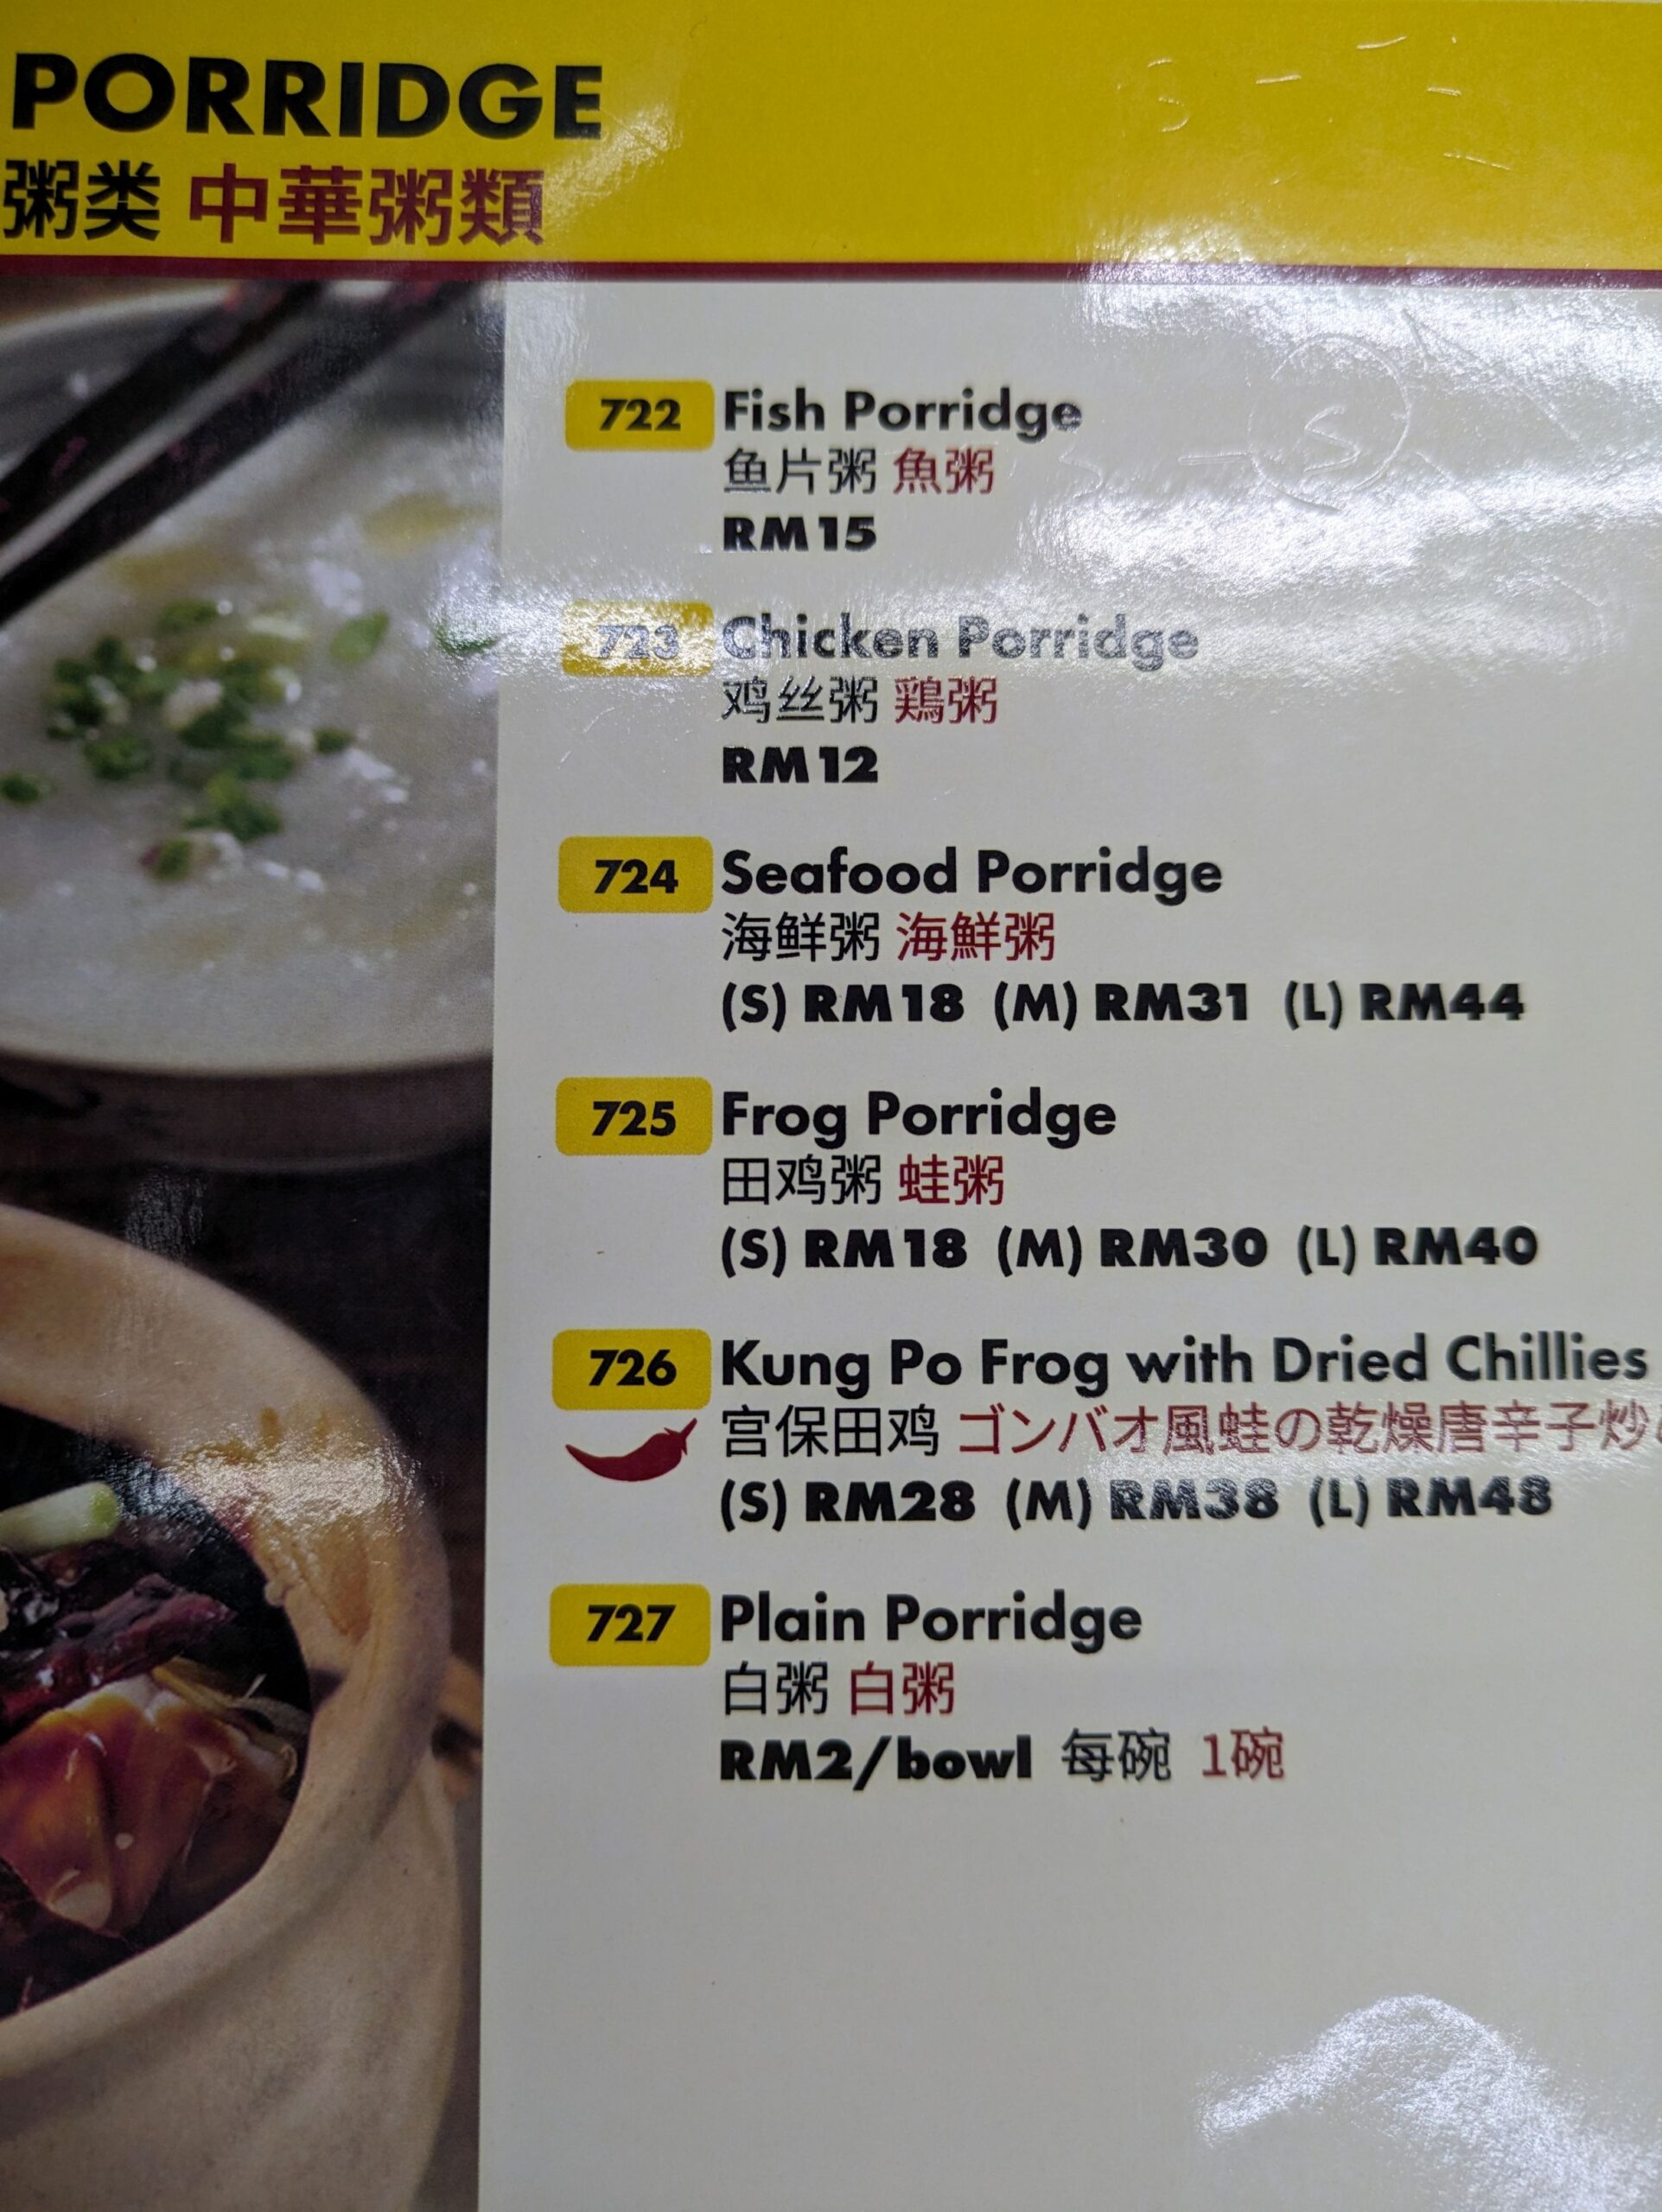 PORRIDGE
粥类 中華粥類
722 Fish Porridge
鱼片粥 魚粥
RM15
723 Chicken Porridge
鸡丝粥 鶏粥
RM12
724 Seafood Porridge
海鲜粥 海鮮粥
(S) RM18 (M) RM31 (L) RM44
725 Frog Porridge
田鸡粥 蛙粥
(S) RM18 (M) RM30 (L) RM40
726 Kung Po Frog with Dried Chillies
宫保田鸡 ゴンバオ風蛙の乾燥唐辛子炒
(S) RM28 (M) RM38 (L) RM48
727 Plain Porridge
白粥 白粥
RM2/bowl 每碗 1碗